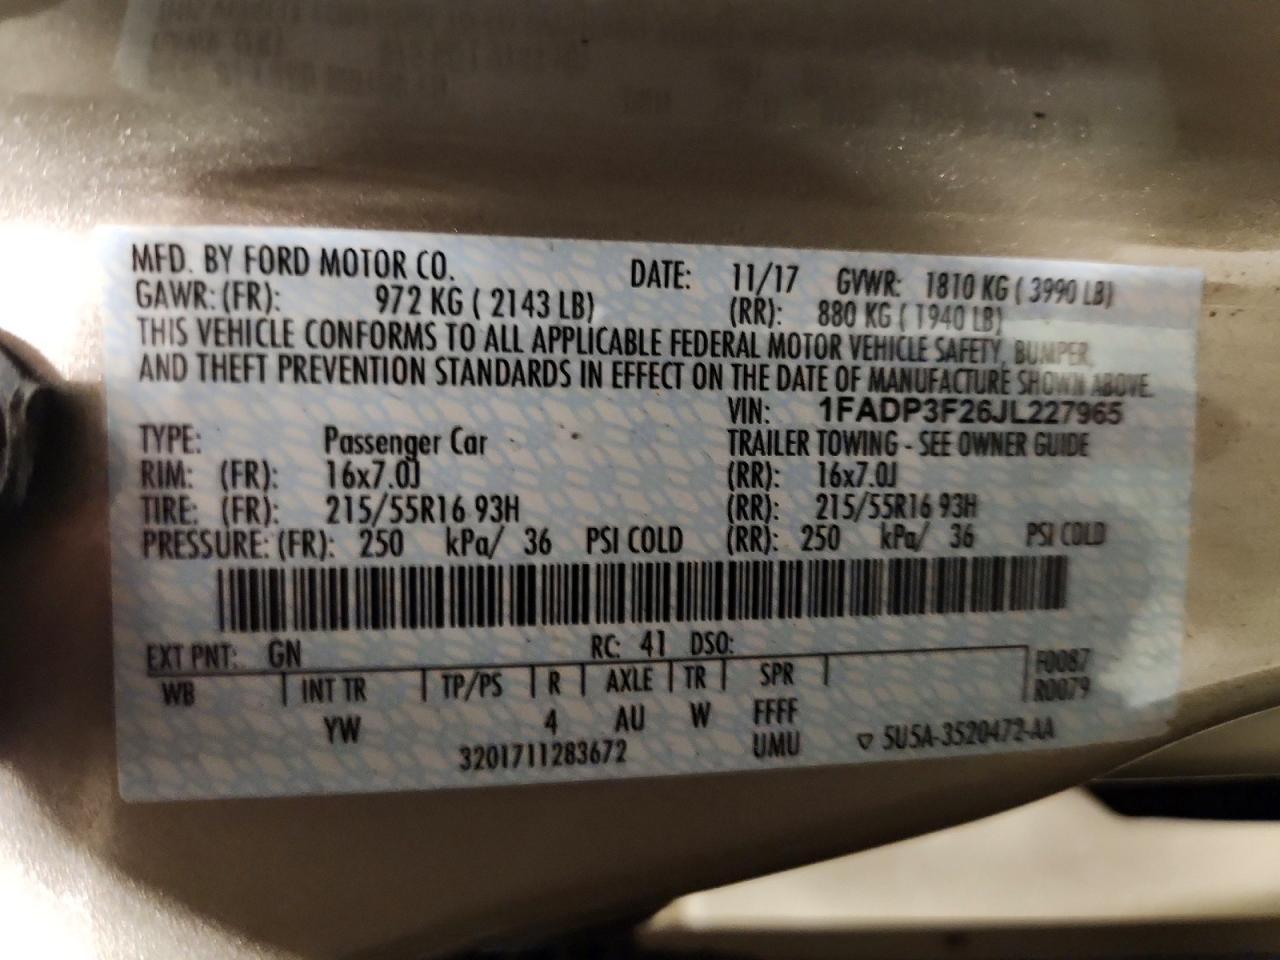 MFD. BY FORD MOTOR CO. DATE: 11/17 GVWR: 1810 KG ( 3990 LB)
GAWR: (FR): 972 KG ( 2143 LB) (RR): 880 KG ( 1940 LB)
THIS VEHICLE CONFORMS TO ALL APPLICABLE FEDERAL MOTOR VEHICLE SAFETY, BUMPER,
AND THEFT PREVENTION STANDARDS IN EFFECT ON THE DATE OF MANUFACTURE SHOWN ABOVE.
VIN: 1FADP3F26JL227965
TYPE: Passenger Car TRAILER TOWING - SEE OWNER GUIDE
RIM: (FR): 16x7.0J (RR): 16x7.0J
TIRE: (FR): 215/55R16 93H (RR): 215/55R16 93H
PRESSURE: (FR): 250 kPa/ 36 PSI COLD (RR): 250 kPa/ 36 PSI COLD
EXT PNT: GN RC: 41 DSO:
WB INT TR TP/PS R AXLE TR SPR F0087
R0079
YW 4 AU W FFFF
3201711283672 UMU ▽ 5U5A-3520472-AA